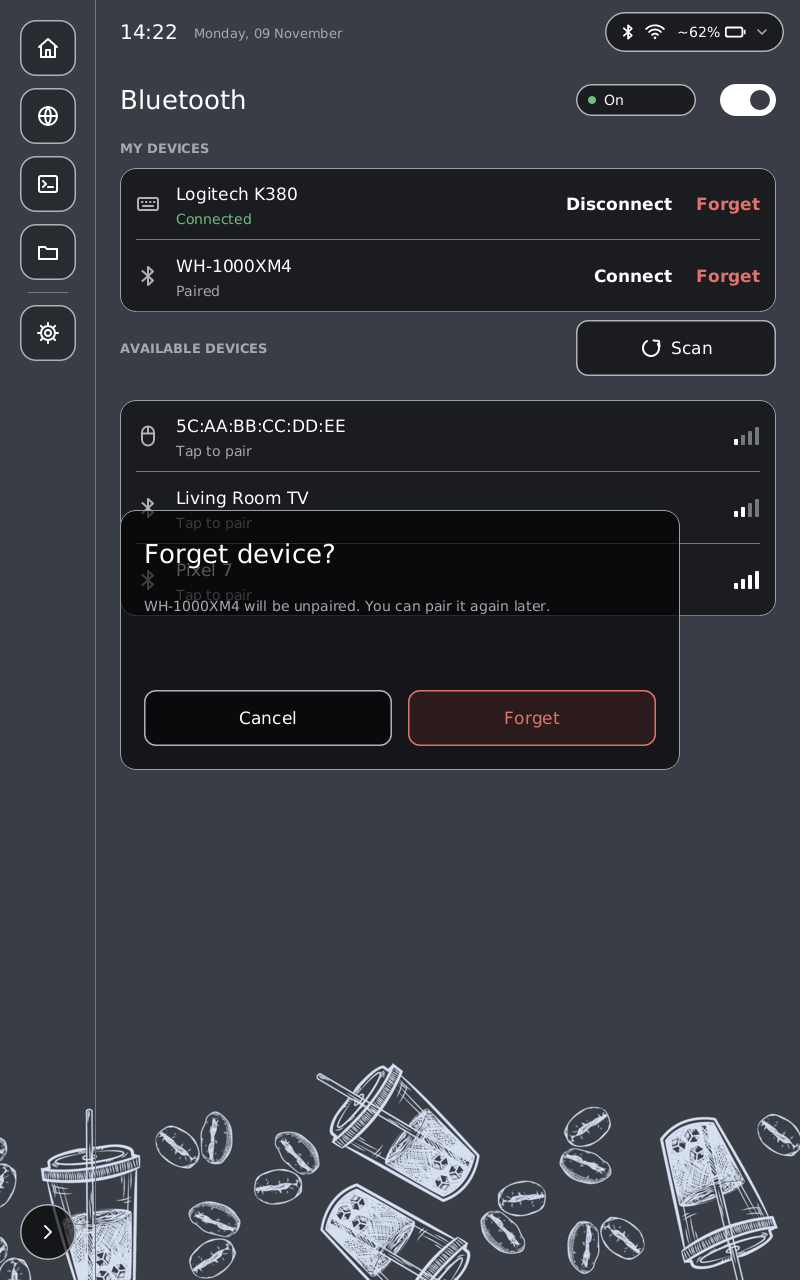 14:22 Monday, 09 November ~62%
Bluetooth On
MY DEVICES
Logitech K380 Disconnect Forget
Connected
WH-1000XM4 Connect Forget
Paired
AVAILABLE DEVICES Scan
5C:AA:BB:CC:DD:EE
Tap to pair
Living Room TV
Tap to pair
Forget device?
Pixel 7
Tap to pair
WH-1000XM4 will be unpaired. You can pair it again later.
Cancel Forget